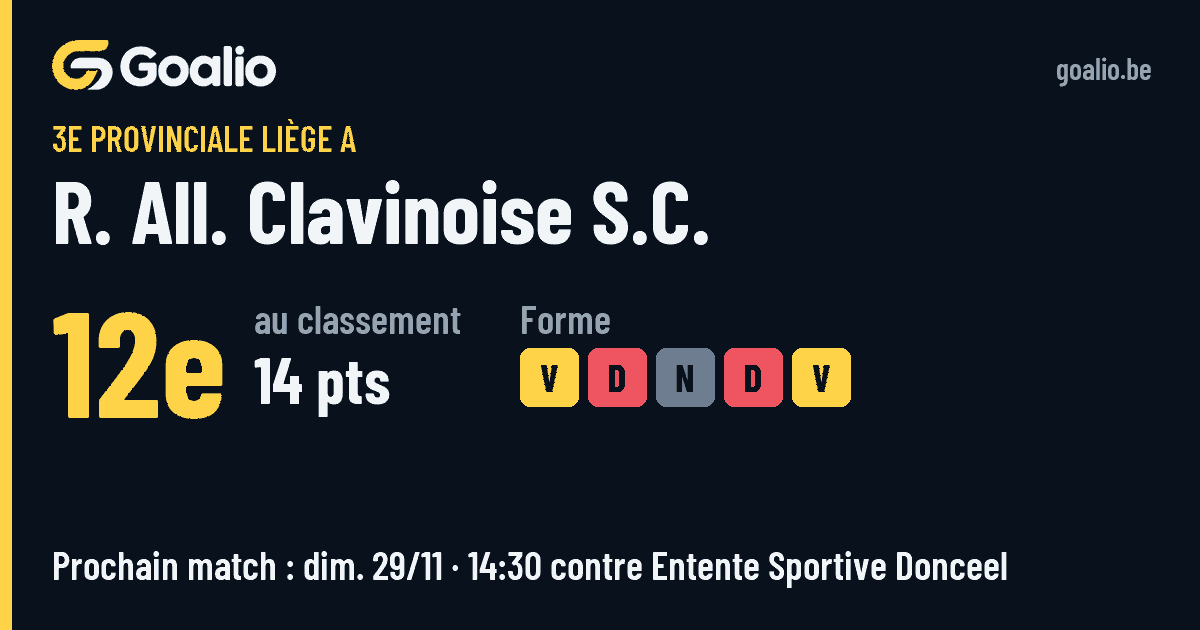 Goalio
goalio.be
3E PROVINCIALE LIÈGE A
R. All. Clavinoise S.C.
12e
au classement
14 pts
Forme
V D N D V
Prochain match : dim. 29/11 · 14:30 contre Entente Sportive Donceel